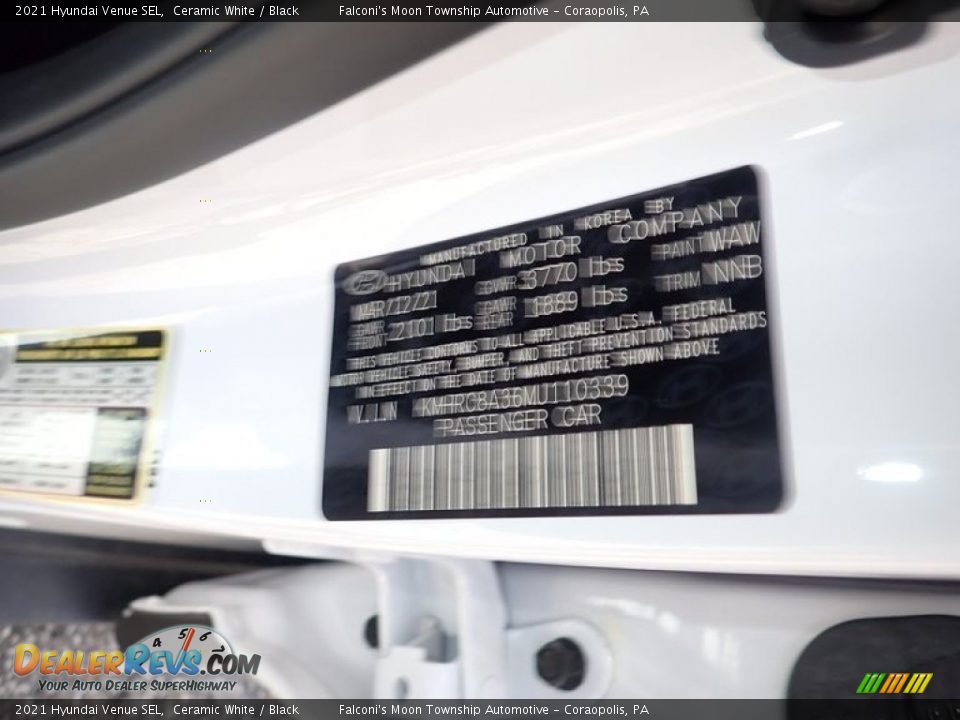 2021 Hyundai Venue SEL, Ceramic White / Black Falconi's Moon Township Automotive - Coraopolis, PA
MANUFACTURED IN KOREA BY
HYUNDAI MOTOR COMPANY
GVWR 3770 lbs PAINT WAW
GAWR FRONT 2101 lbs GAWR REAR 1889 lbs TRIM NNB
THIS VEHICLE CONFORMS TO ALL APPLICABLE U.S.A. FEDERAL
MOTOR VEHICLE SAFETY, BUMPER, AND THEFT PREVENTION STANDARDS
IN EFFECT ON THE DATE OF MANUFACTURE SHOWN ABOVE
V.I.N KMHRC8A36MU110339
PASSENGER CAR
4 5 6
DEALERREVS.COM
YOUR AUTO DEALER SUPERHIGHWAY
2021 Hyundai Venue SEL, Ceramic White / Black Falconi's Moon Township Automotive - Coraopolis, PA